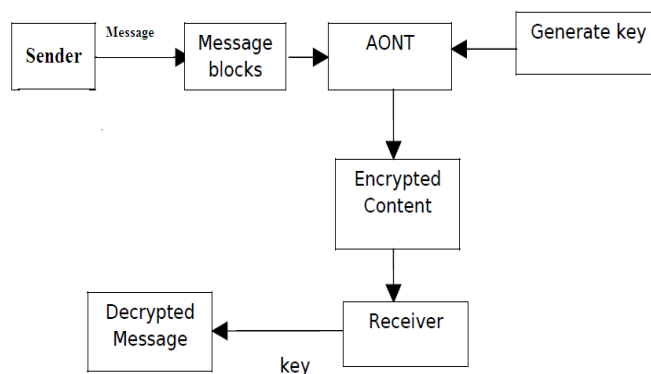 Sender
Message
Message
blocks
AONT
Generate key
Encrypted
Content
Receiver
Decrypted
Message
key